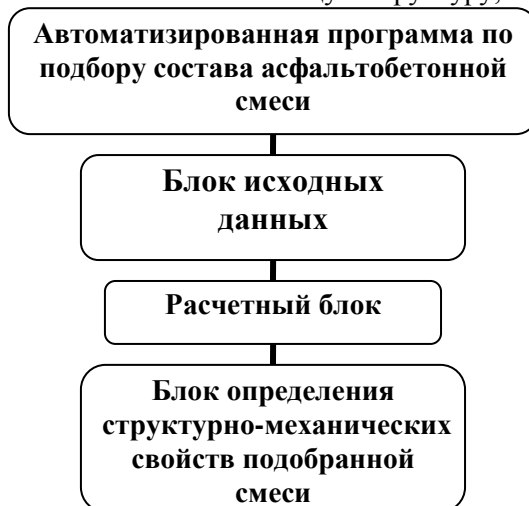 Автоматизированная программа по
подбору состава асфальтобетонной
смеси
Блок исходных
данных
Расчетный блок
Блок определения
структурно-механических
свойств подобранной
смеси